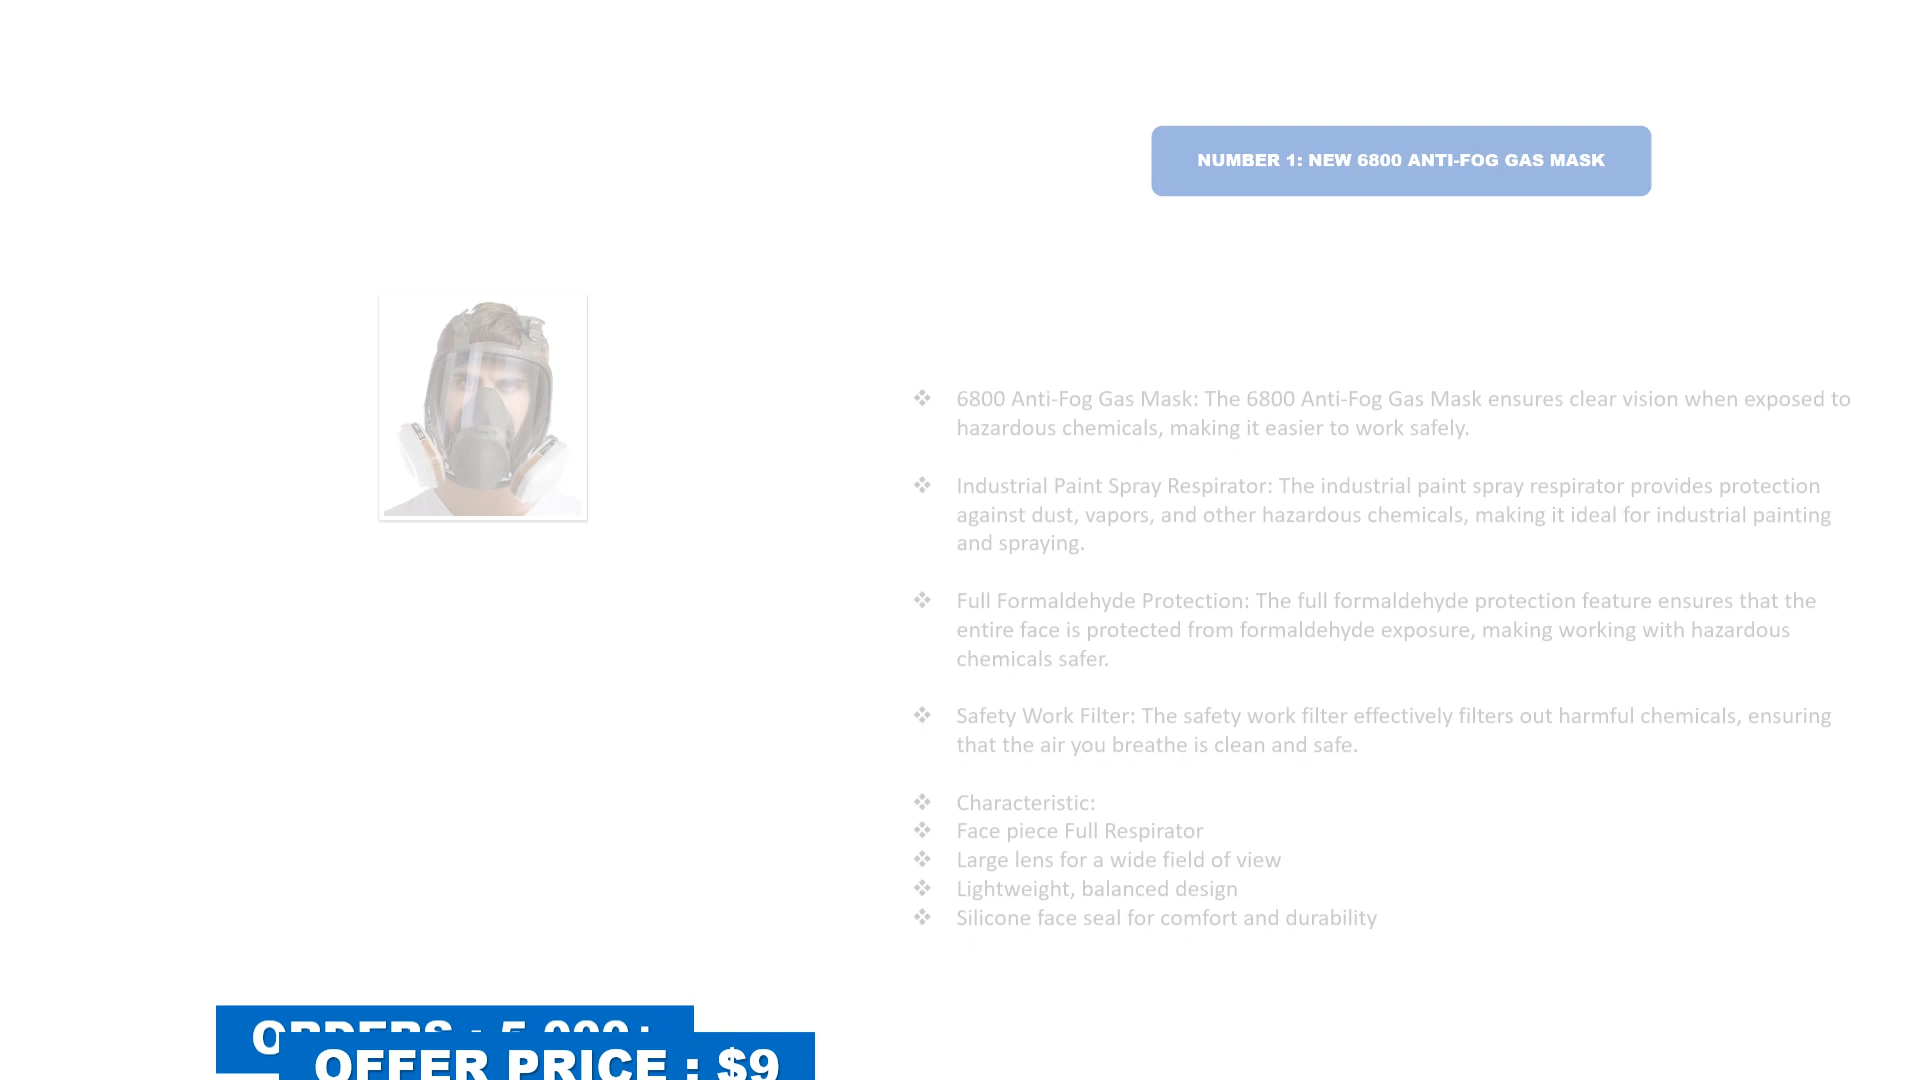 NUMBER 1: NEW 6800 ANTI-FOG GAS MASK
❖ 6800 Anti-Fog Gas Mask: The 6800 Anti-Fog Gas Mask ensures clear vision when exposed to
hazardous chemicals, making it easier to work safely.
❖ Industrial Paint Spray Respirator: The industrial paint spray respirator provides protection
against dust, vapors, and other hazardous chemicals, making it ideal for industrial painting
and spraying.
❖ Full Formaldehyde Protection: The full formaldehyde protection feature ensures that the
entire face is protected from formaldehyde exposure, making working with hazardous
chemicals safer.
❖ Safety Work Filter: The safety work filter effectively filters out harmful chemicals, ensuring
that the air you breathe is clean and safe.
❖ Characteristic:
❖ Face piece Full Respirator
❖ Large lens for a wide field of view
❖ Lightweight, balanced design
❖ Silicone face seal for comfort and durability
ORDERS : 5,000+
OFFER PRICE : $9